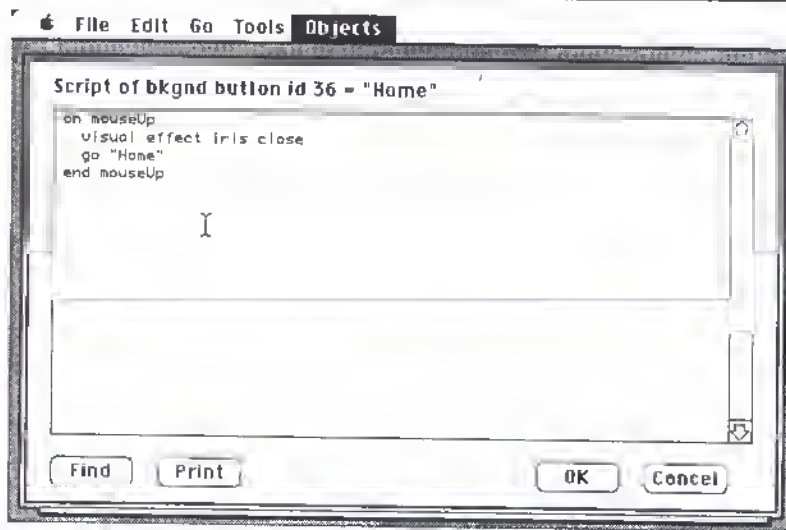 File Edit Go Tools Objects
Script of bkgnd button id 36 = "Home"
on mouseUp
visual effect iris close
go "Home"
end mouseUp
Find Print OK Cancel